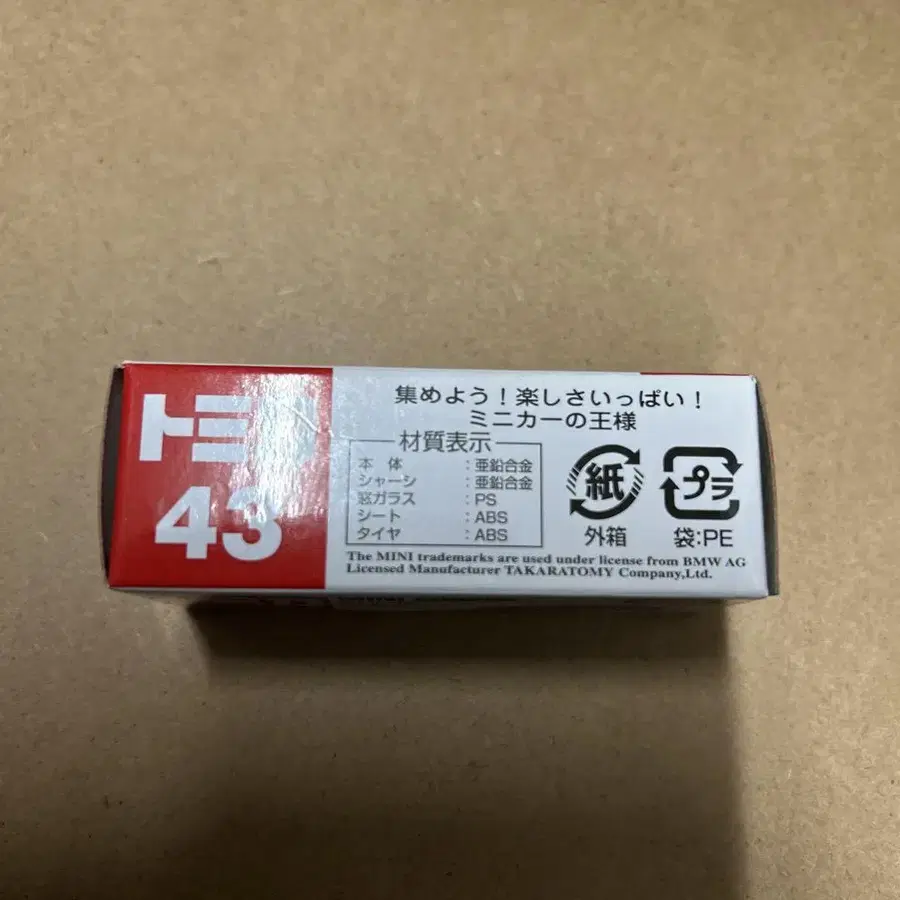 トミカ
43
集めよう！楽しさいっぱい！
ミニカーの王様
材質表示
本 体 ：亜鉛合金
シャーシ ：亜鉛合金
窓ガラス ：PS
シート ：ABS
タイヤ ：ABS
紙
外箱
プラ
袋:PE
The MINI trademarks are used under license from BMW AG
Licensed Manufacturer TAKARATOMY Company,Ltd.